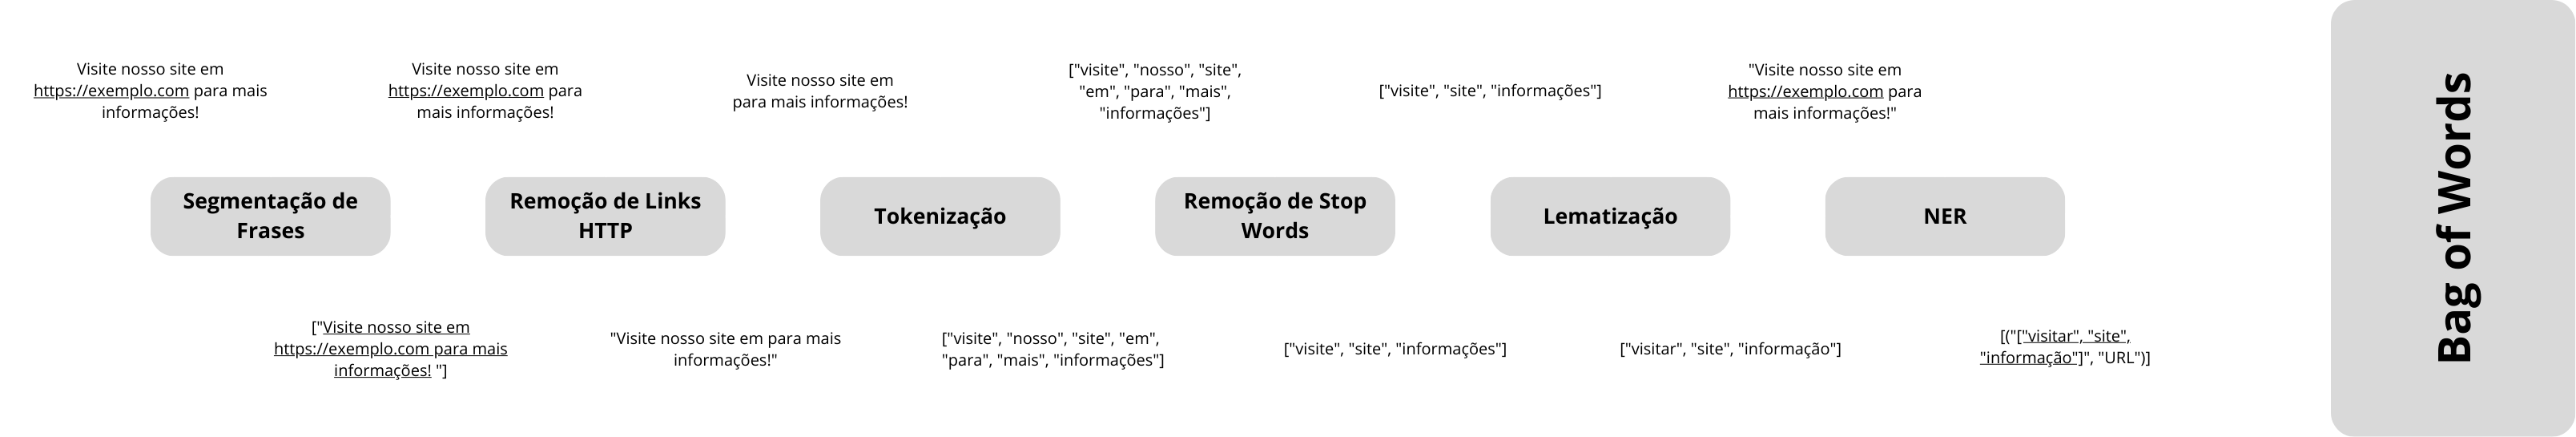 Visite nosso site em
https://exemplo.com para mais
informações!
Visite nosso site em
https://exemplo.com para
mais informações!
Visite nosso site em
para mais informações!
["visite", "nosso", "site",
"em", "para", "mais",
"informações"]
["visite", "site", "informações"]
"Visite nosso site em
https://exemplo.com para
mais informações!"
Segmentação de
Frases
Remoção de Links
HTTP
Tokenização
Remoção de Stop
Words
Lematização
NER
["Visite nosso site em
https://exemplo.com para mais
informações! "]
"Visite nosso site em para mais
informações!"
["visite", "nosso", "site", "em",
"para", "mais", "informações"]
["visite", "site", "informações"]
["visitar", "site", "informação"]
[("["visitar", "site",
"informação"]", "URL")]
Bag of Words